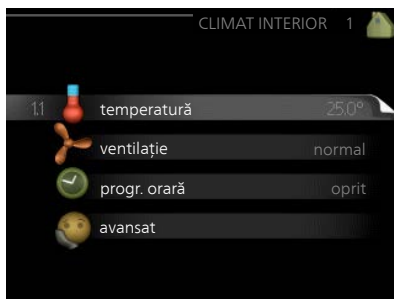 CLIMAT INTERIOR 1
1.1 temperatură 25.0°
ventilație normal
progr. orară oprit
avansat